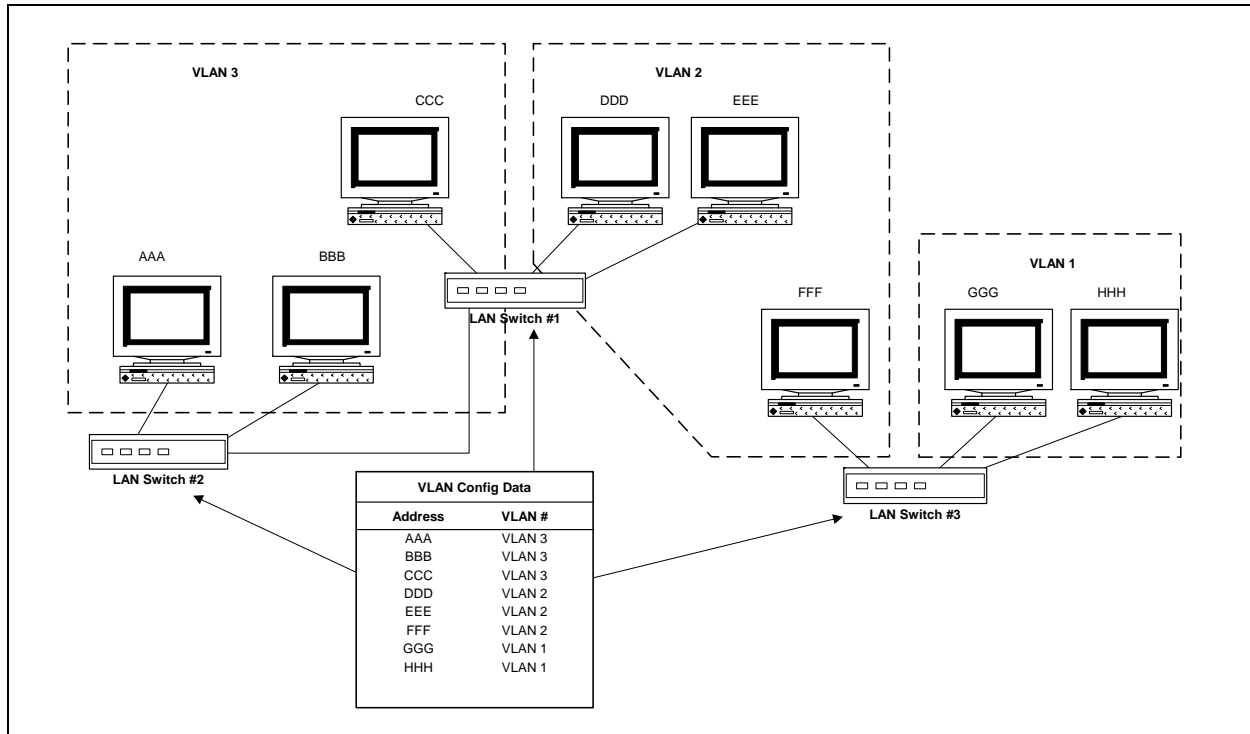 VLAN 3
VLAN 2
CCC
DDD
EEE
AAA
BBB
VLAN 1
FFF
GGG
HHH
LAN Switch #1
LAN Switch #2
LAN Switch #3
VLAN Config Data
Address VLAN #
AAA VLAN 3
BBB VLAN 3
CCC VLAN 3
DDD VLAN 2
EEE VLAN 2
FFF VLAN 2
GGG VLAN 1
HHH VLAN 1